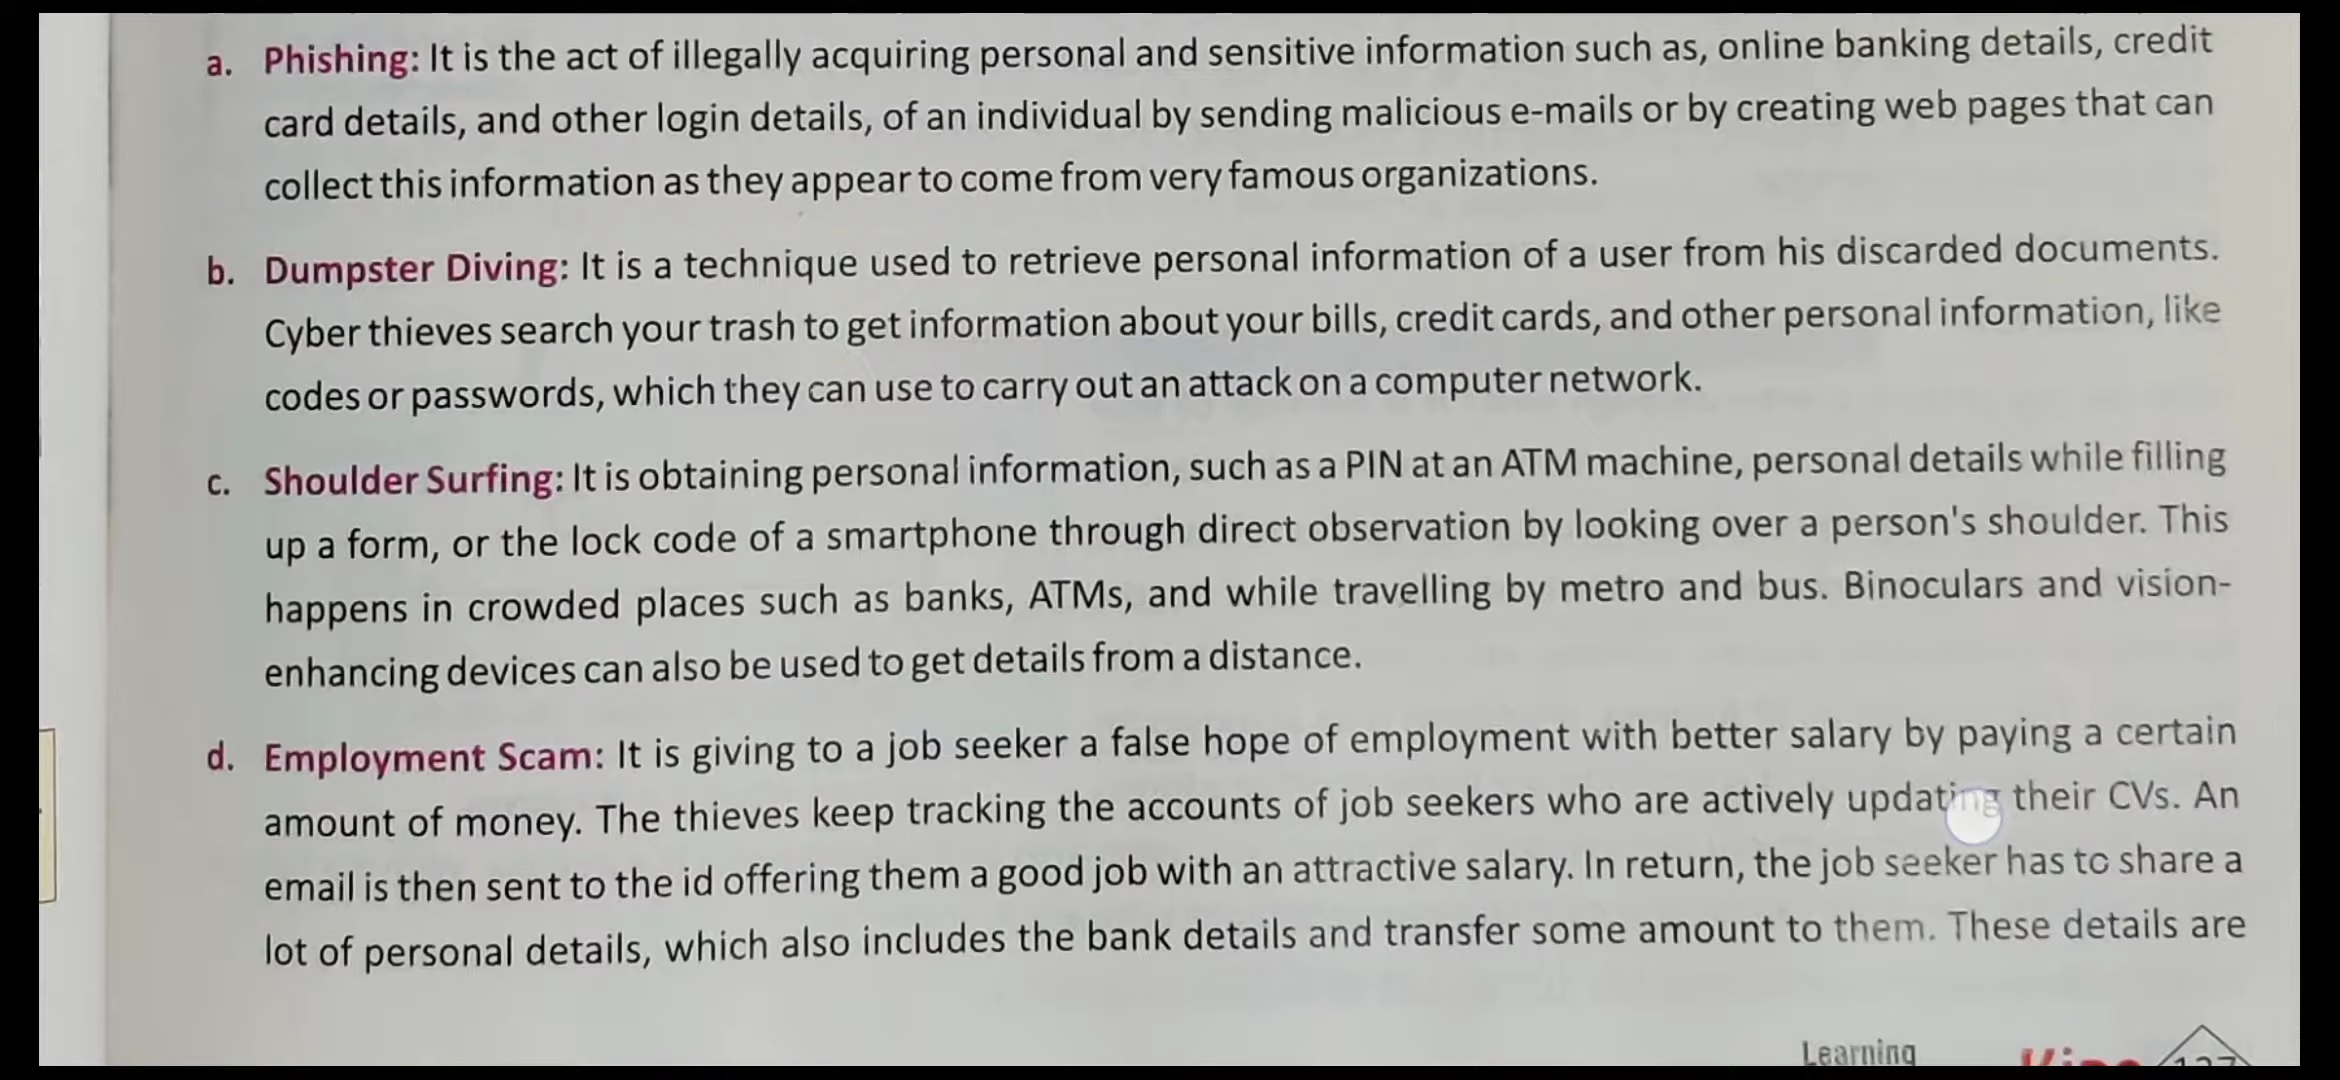 a. Phishing: It is the act of illegally acquiring personal and sensitive information such as, online banking details, credit
card details, and other login details, of an individual by sending malicious e-mails or by creating web pages that can
collect this information as they appear to come from very famous organizations.
b. Dumpster Diving: It is a technique used to retrieve personal information of a user from his discarded documents.
Cyber thieves search your trash to get information about your bills, credit cards, and other personal information, like
codes or passwords, which they can use to carry out an attack on a computer network.
c. Shoulder Surfing: It is obtaining personal information, such as a PIN at an ATM machine, personal details while filling
up a form, or the lock code of a smartphone through direct observation by looking over a person's shoulder. This
happens in crowded places such as banks, ATMs, and while travelling by metro and bus. Binoculars and vision-
enhancing devices can also be used to get details from a distance.
d. Employment Scam: It is giving to a job seeker a false hope of employment with better salary by paying a certain
amount of money. The thieves keep tracking the accounts of job seekers who are actively updating their CVs. An
email is then sent to the id offering them a good job with an attractive salary. In return, the job seeker has to share a
lot of personal details, which also includes the bank details and transfer some amount to them. These details are
Learning